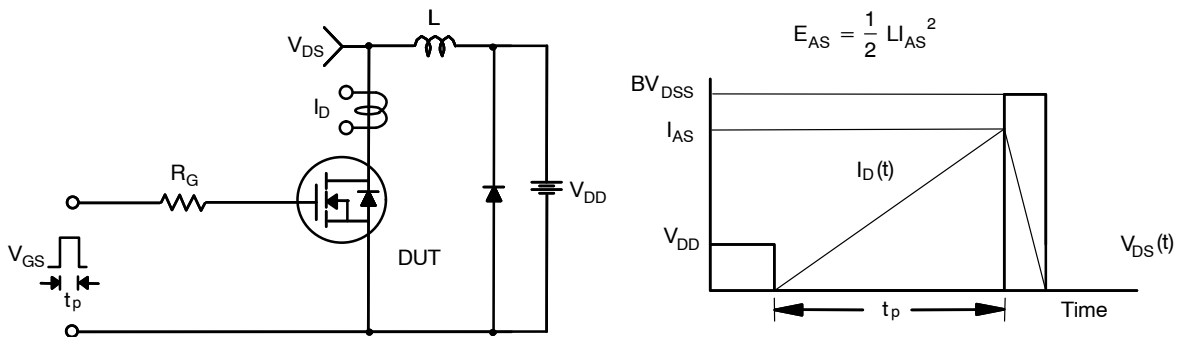 L
V_DS
I_D
R_G
V_DD
V_GS
DUT
t_p
E_AS = 1/2 LI_AS^2
BV_DSS
I_AS
I_D(t)
V_DD
V_DS(t)
t_p
Time